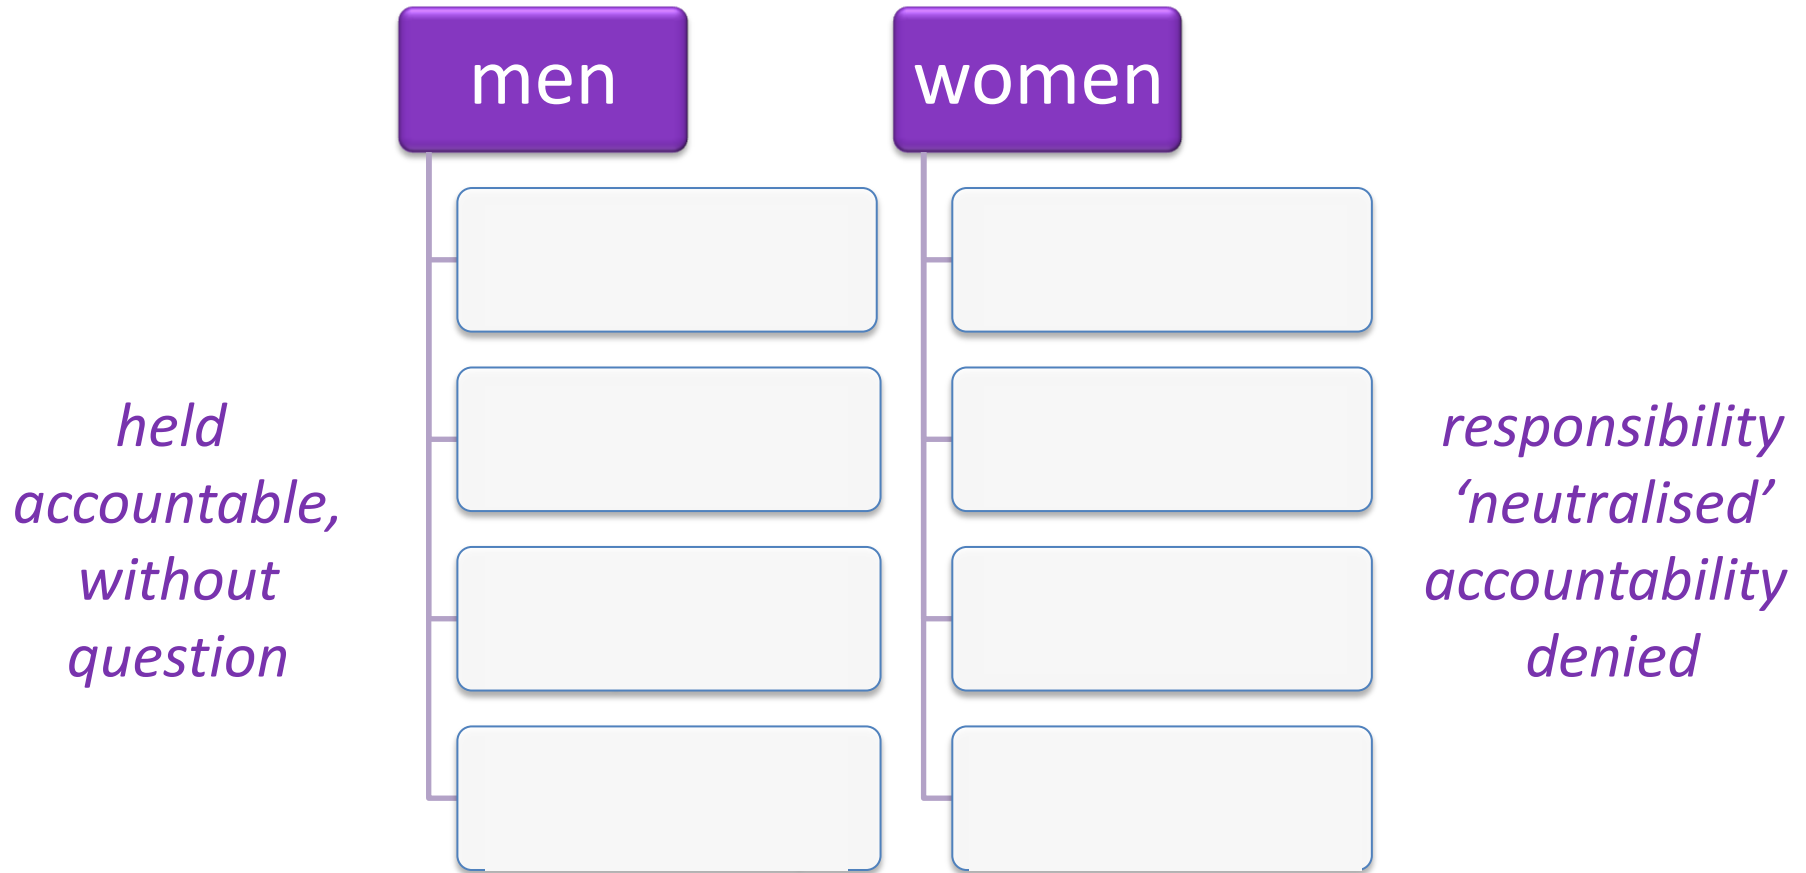 men
women
held
accountable,
without
question
responsibility
‘neutralised’
accountability
denied